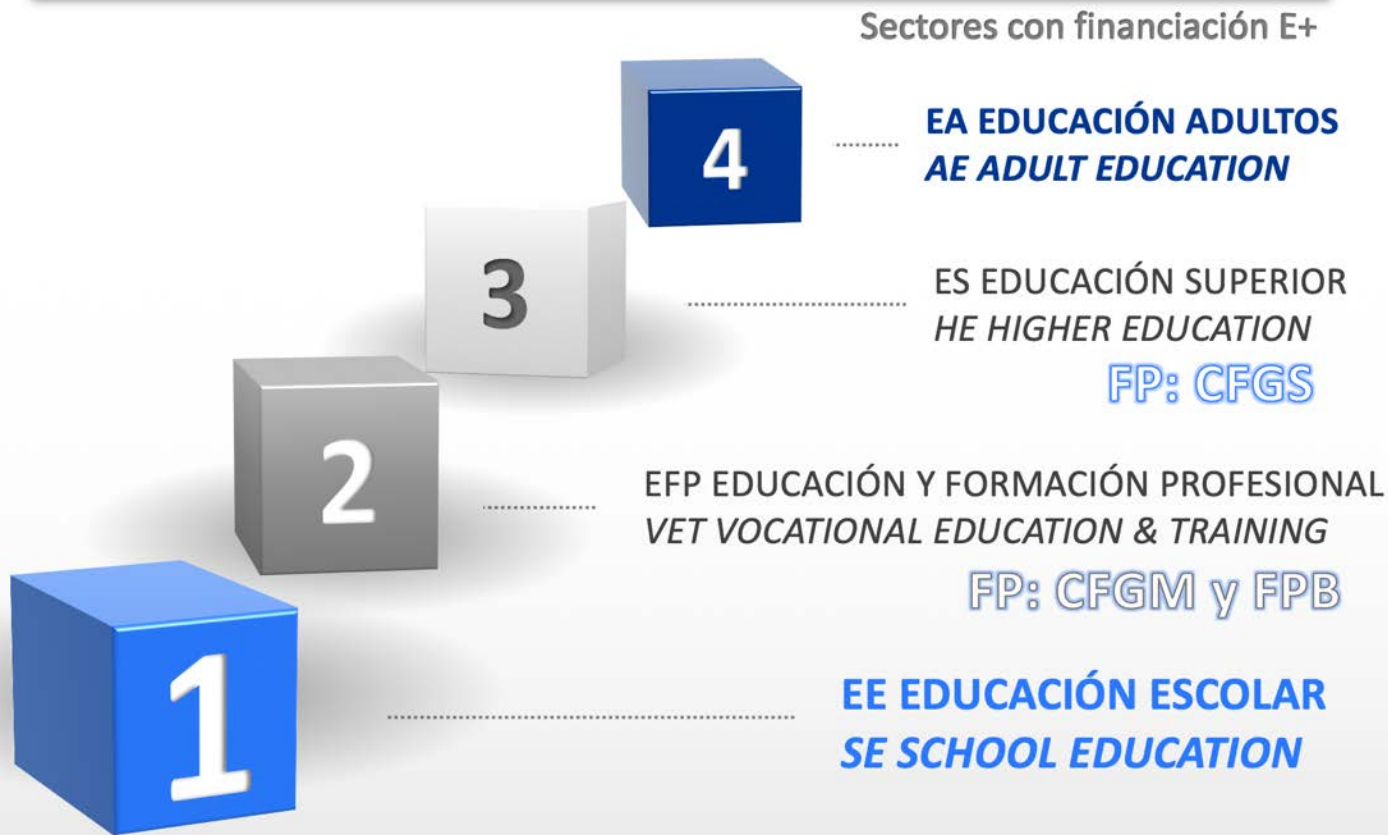 Sectores con financiación E+
4
EA EDUCACIÓN ADULTOS
AE ADULT EDUCATION
3
ES EDUCACIÓN SUPERIOR
HE HIGHER EDUCATION
FP: CFGS
2
EFP EDUCACIÓN Y FORMACIÓN PROFESIONAL
VET VOCATIONAL EDUCATION & TRAINING
FP: CFGM y FPB
1
EE EDUCACIÓN ESCOLAR
SE SCHOOL EDUCATION